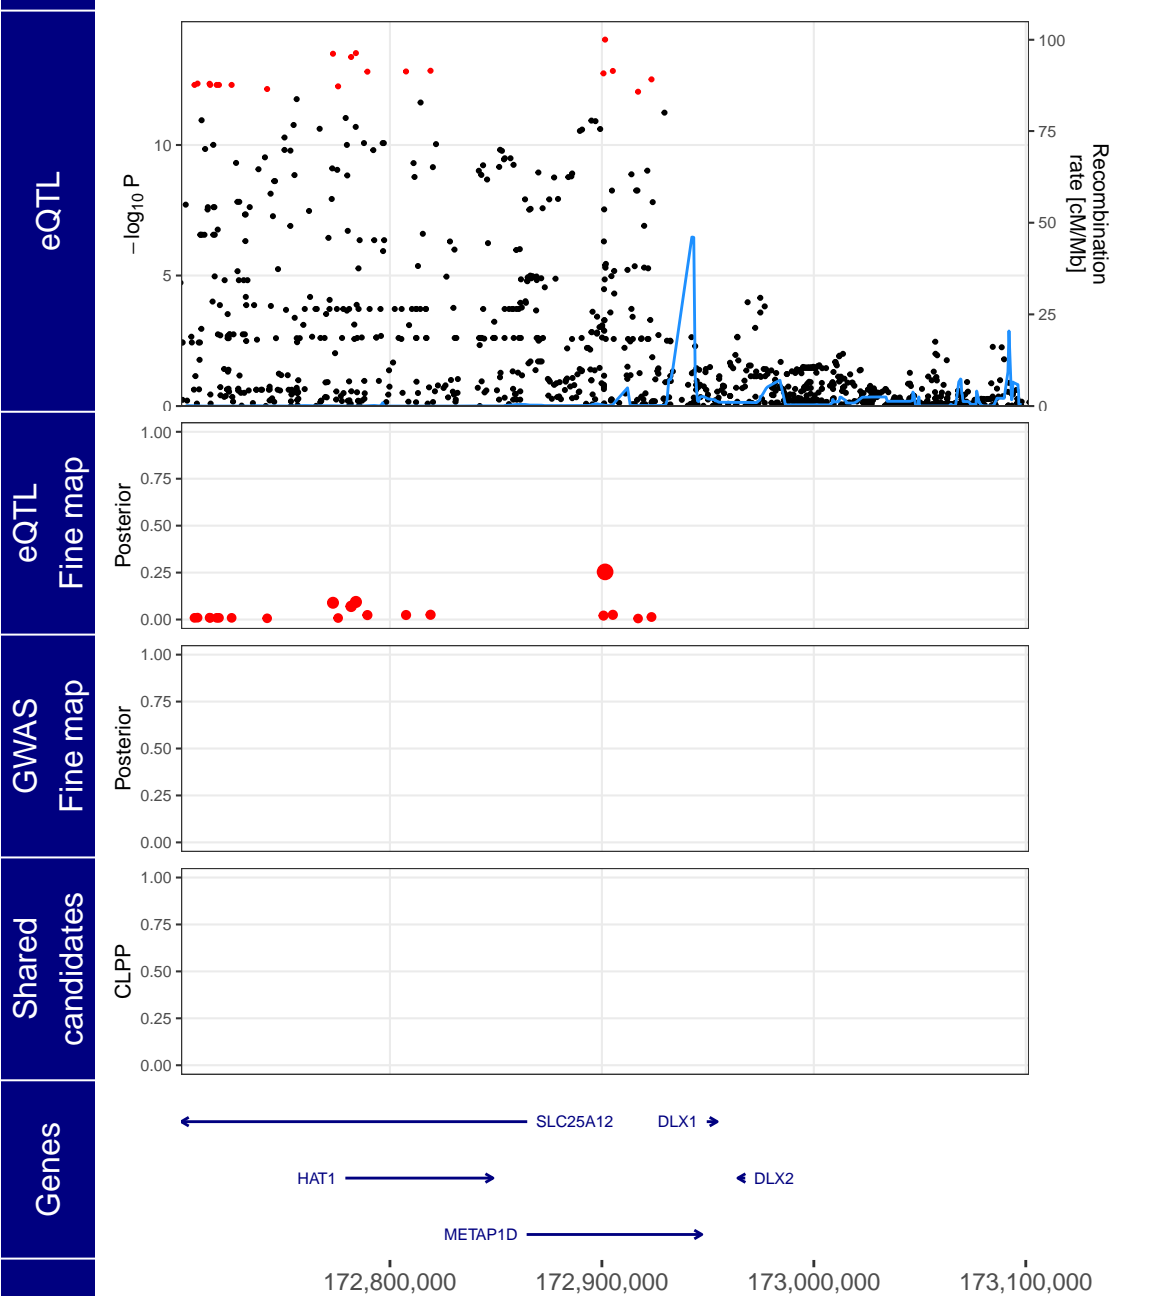 eQTL
10
5
0
−log10 P
100
75
50
25
0
Recombination
rate [cM/Mb]
eQTL
Fine map
Posterior
1.00
0.75
0.50
0.25
0.00
GWAS
Fine map
Posterior
1.00
0.75
0.50
0.25
0.00
Shared
candidates
CLPP
1.00
0.75
0.50
0.25
0.00
Genes
SLC25A12
DLX1
HAT1
DLX2
METAP1D
172,800,000
172,900,000
173,000,000
173,100,000